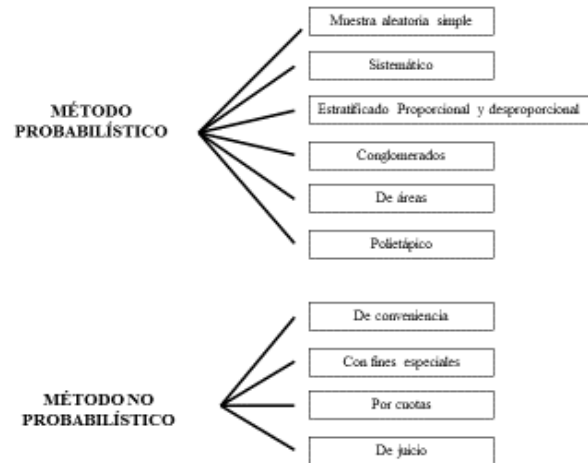 Muestra aleatoria simple
Sistemático
MÉTODO
PROBABILÍSTICO
Estratificado Proporcional y desproporcional
Conglomerados
De áreas
Polietápico
De conveniencia
Con fines especiales
MÉTODO NO
PROBABILÍSTICO
Por cuotas
De juicio